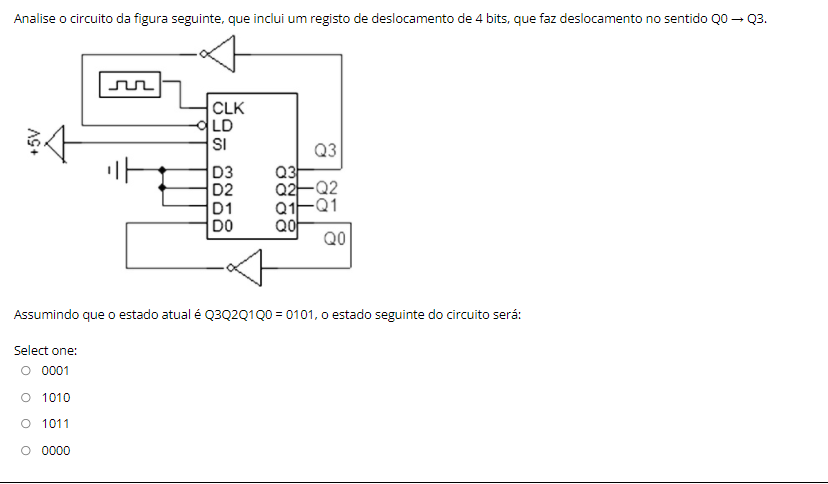 Analise o circuito da figura seguinte, que inclui um registo de deslocamento de 4 bits, que faz deslocamento no sentido Q0 → Q3.
CLK
LD
+5V
SI
Q3
D3 Q3
D2 Q2 Q2
D1 Q1 Q1
D0 Q0
Q0
Assumindo que o estado atual é Q3Q2Q1Q0 = 0101, o estado seguinte do circuito será:
Select one:
0001
1010
1011
0000